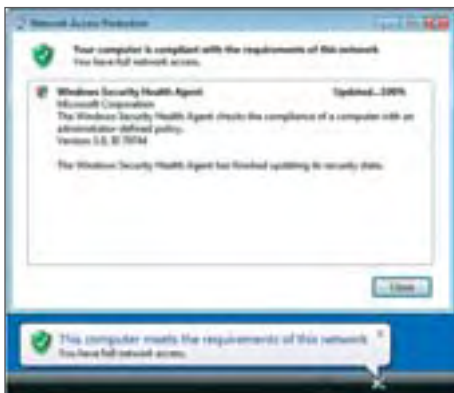 Network Access Protection
Your computer is compliant with the requirements of this network
You have full network access.
Windows Security Health Agent
Updated...100%
Microsoft Corporation
The Windows Security Health Agent checks the compliance of a computer with an
administrator-defined policy.
Version 1.0,
The Windows Security Health Agent has finished updating its security state.
Close
This computer meets the requirements of this network
You have full network access.